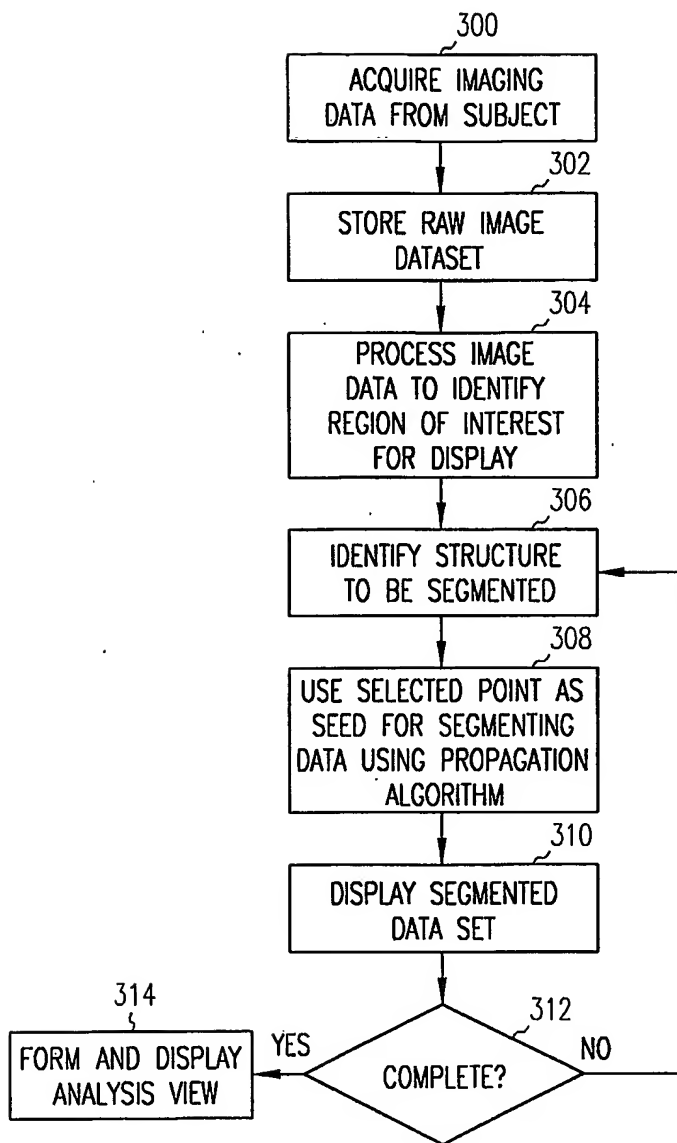 300
ACQUIRE IMAGING
DATA FROM SUBJECT
302
STORE RAW IMAGE
DATASET
304
PROCESS IMAGE
DATA TO IDENTIFY
REGION OF INTEREST
FOR DISPLAY
306
IDENTIFY STRUCTURE
TO BE SEGMENTED
308
USE SELECTED POINT AS
SEED FOR SEGMENTING
DATA USING PROPAGATION
ALGORITHM
310
DISPLAY SEGMENTED
DATA SET
312
COMPLETE?
YES
NO
314
FORM AND DISPLAY
ANALYSIS VIEW